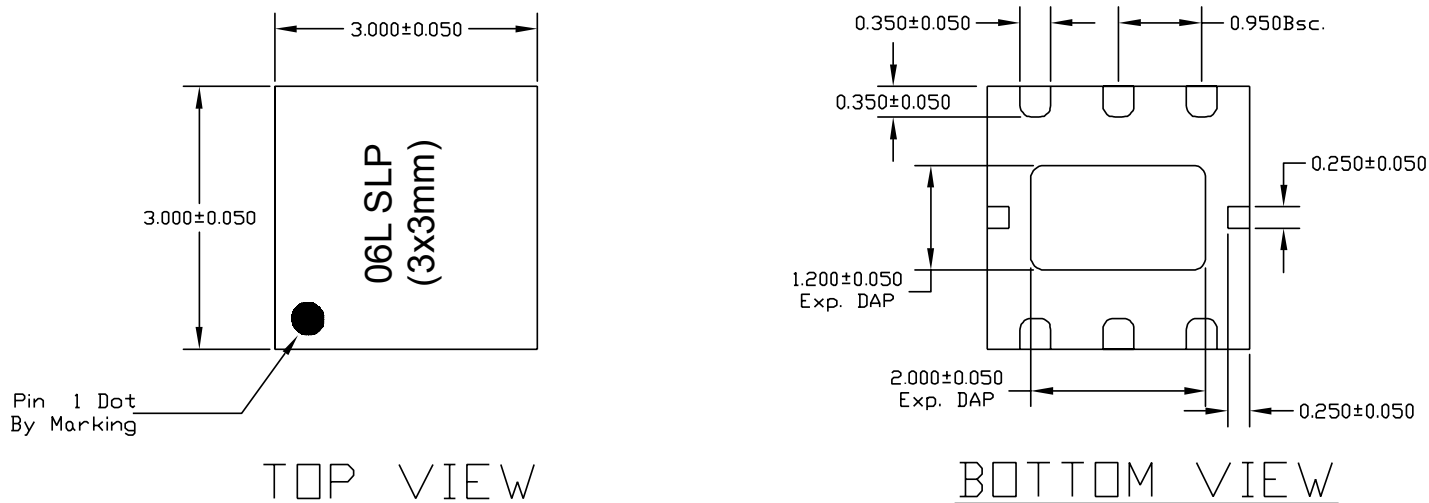 3.000±0.050
3.000±0.050
06L SLP
(3x3mm)
Pin 1 Dot
By Marking
TOP VIEW
0.350±0.050
0.950Bsc.
0.350±0.050
0.250±0.050
1.200±0.050
Exp. DAP
2.000±0.050
Exp. DAP
0.250±0.050
BOTTOM VIEW